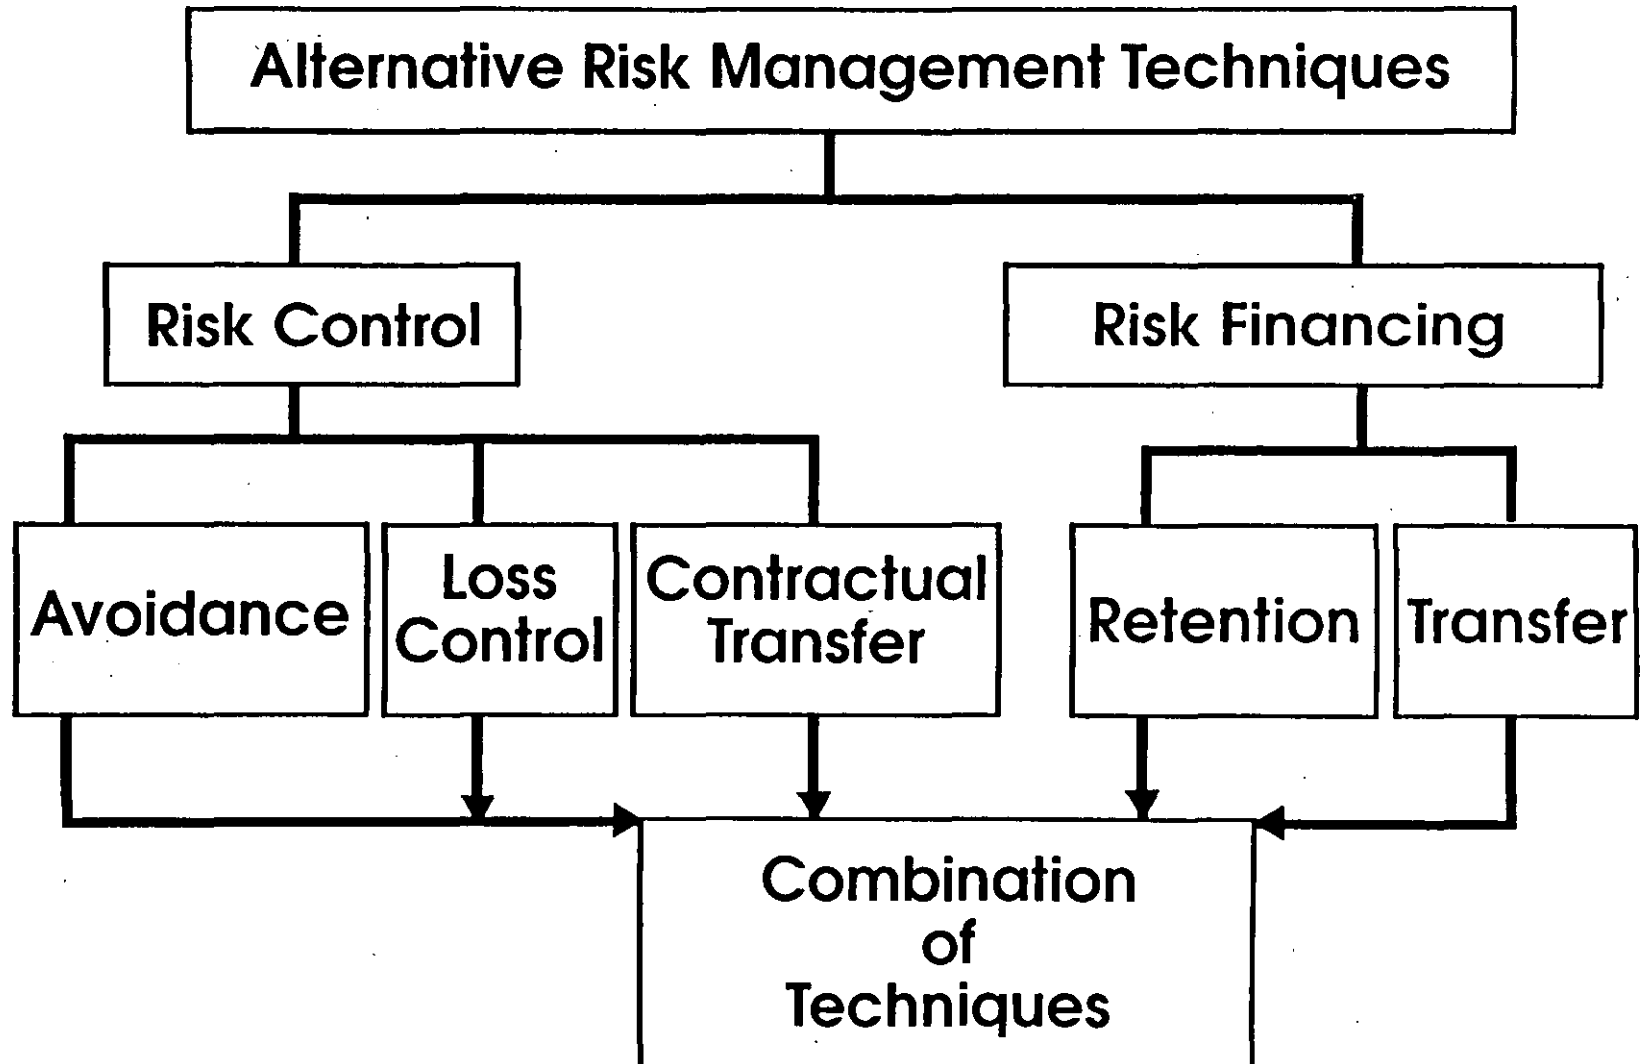 Alternative Risk Management Techniques
Risk Control
Risk Financing
Avoidance
Loss
Control
Contractual
Transfer
Retention
Transfer
Combination
of
Techniques